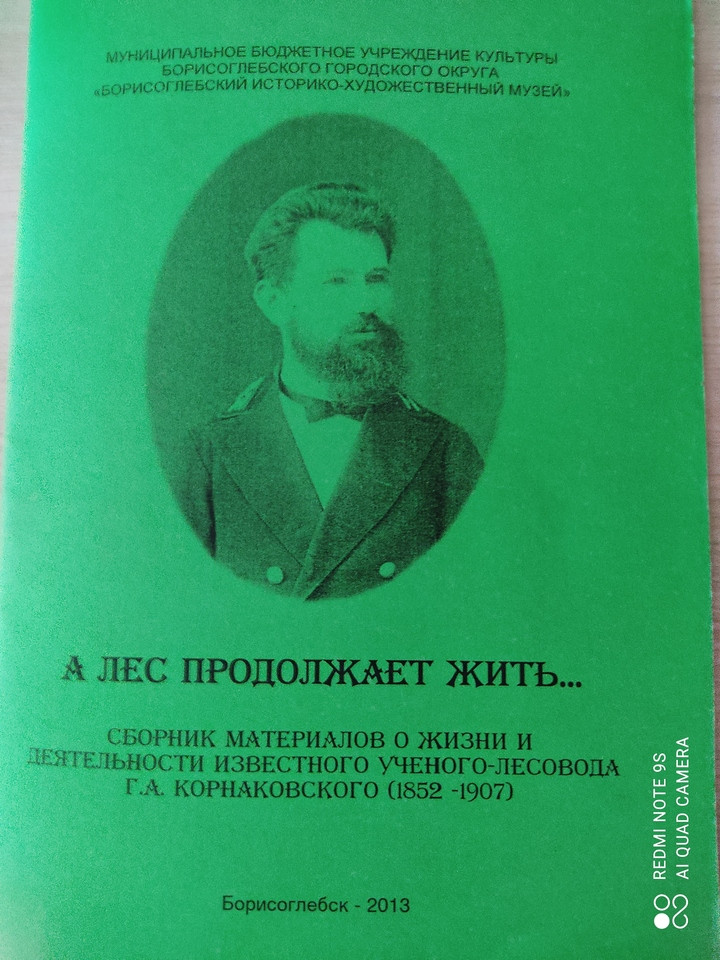 МУНИЦИПАЛЬНОЕ БЮДЖЕТНОЕ УЧРЕЖДЕНИЕ КУЛЬТУРЫ
БОРИСОГЛЕБСКОГО ГОРОДСКОГО ОКРУГА
«БОРИСОГЛЕБСКИЙ ИСТОРИКО-ХУДОЖЕСТВЕННЫЙ МУЗЕЙ»
А ЛЕС ПРОДОЛЖАЕТ ЖИТЬ...
СБОРНИК МАТЕРИАЛОВ О ЖИЗНИ И
ДЕЯТЕЛЬНОСТИ ИЗВЕСТНОГО УЧЕНОГО-ЛЕСОВОДА
Г.А. КОРНАКОВСКОГО (1852 -1907)
Борисоглебск - 2013
REDMI NOTE 9S
AI QUAD CAMERA